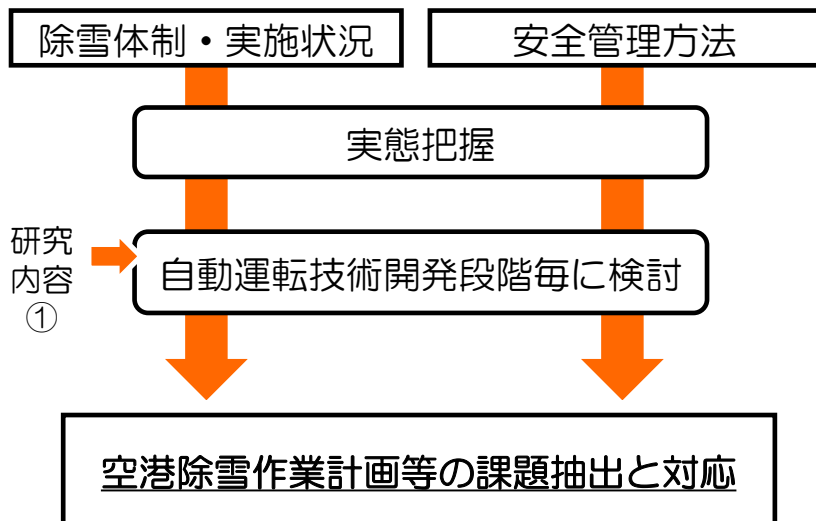 除雪体制・実施状況
安全管理方法
実態把握
研究
内容
①
自動運転技術開発段階毎に検討
空港除雪作業計画等の課題抽出と対応